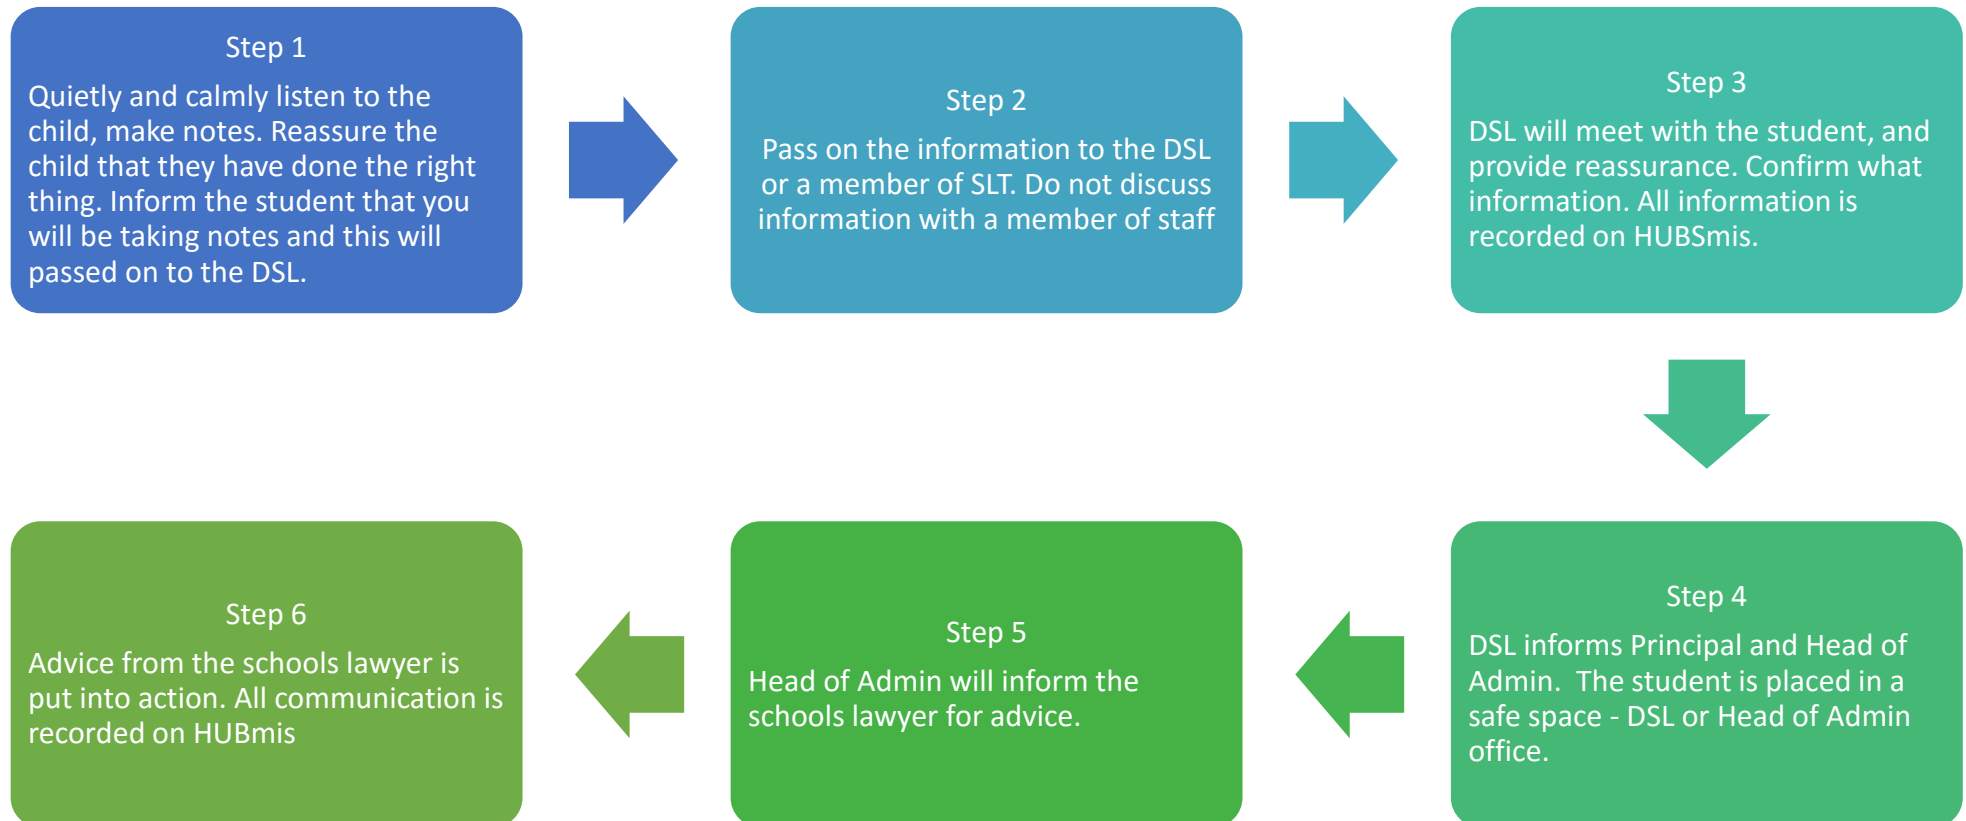 Step 1
Quietly and calmly listen to the
child, make notes. Reassure the
child that they have done the right
thing. Inform the student that you
will be taking notes and this will
passed on to the DSL.
Step 2
Pass on the information to the DSL
or a member of SLT. Do not discuss
information with a member of staff
Step 3
DSL will meet with the student, and
provide reassurance. Confirm what
information. All information is
recorded on HUBSmis.
Step 4
DSL informs Principal and Head of
Admin.  The student is placed in a
safe space - DSL or Head of Admin
office.
Step 5
Head of Admin will inform the
schools lawyer for advice.
Step 6
Advice from the schools lawyer is
put into action. All communication is
recorded on HUBmis